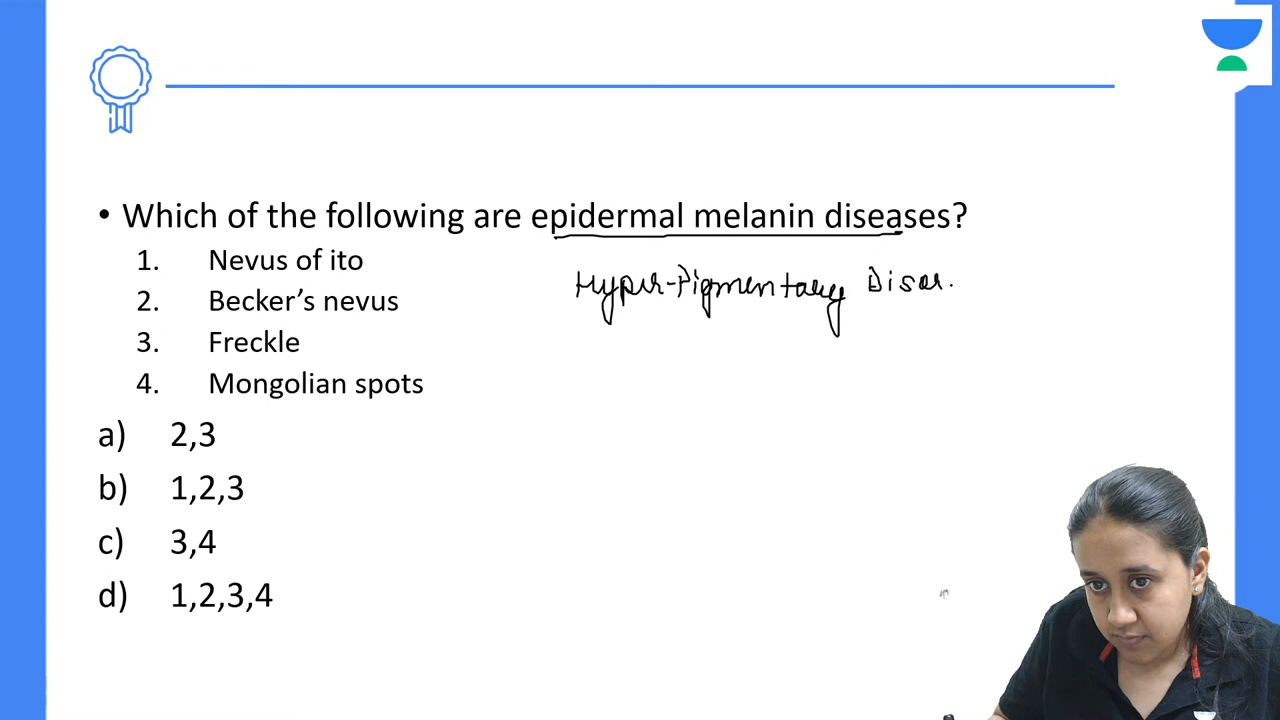 • Which of the following are epidermal melanin diseases?
1. Nevus of ito
Hyper-Pigmentary Disor.
2. Becker's nevus
3. Freckle
4. Mongolian spots
a) 2,3
b) 1,2,3
c) 3,4
d) 1,2,3,4